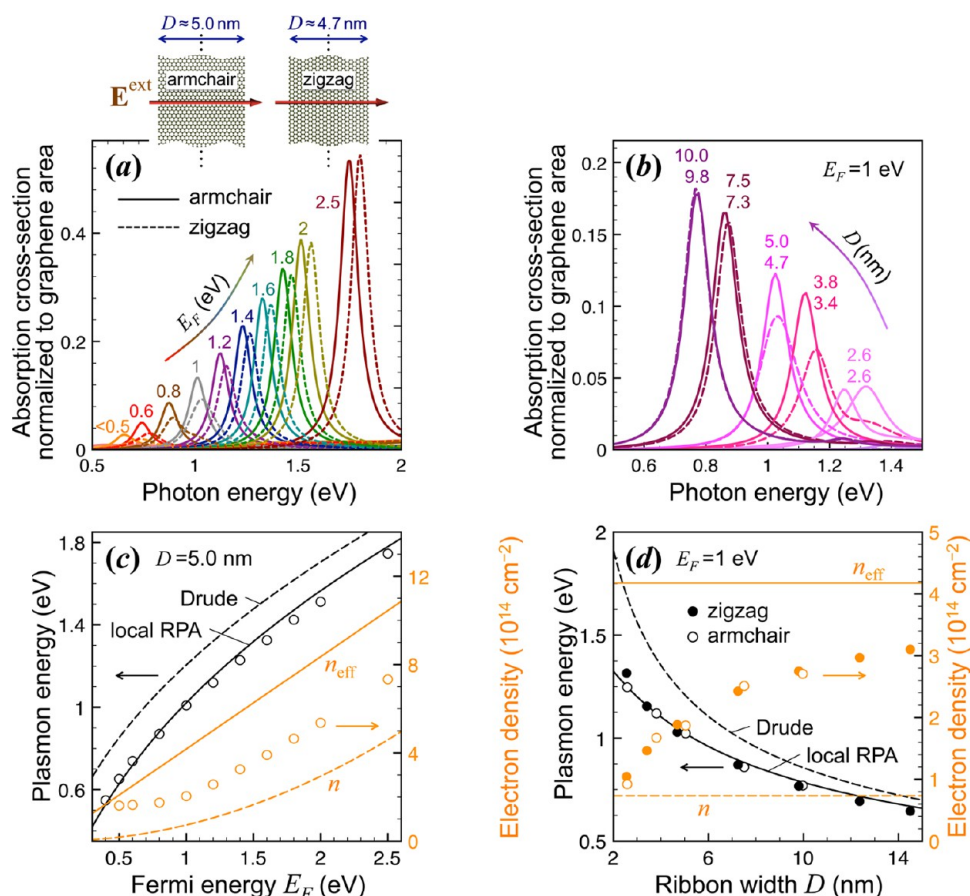 D≈5.0 nm
D≈4.7 nm
armchair
zigzag
E^ext
(a)
armchair
zigzag
E_F (eV)
<0.5
0.6
0.8
1
1.2
1.4
1.6
1.8
2
2.5
Absorption cross-section
normalized to graphene area
0
0.2
0.4
0.5
1
1.5
2
Photon energy (eV)
(b)
E_F = 1 eV
10.0
9.8
7.5
7.3
5.0
4.7
3.8
3.4
2.6
2.6
D (nm)
Absorption cross-section
normalized to graphene area
0
0.05
0.1
0.15
0.2
0.6
0.8
1
1.2
1.4
Photon energy (eV)
(c)
D =5.0 nm
Drude
local RPA
n_eff
n
Plasmon energy (eV)
0.6
1
1.4
1.8
0.5
1
1.5
2
2.5
Fermi energy E_F (eV)
0
4
8
12
Electron density (10^14 cm^−2)
(d)
E_F = 1 eV
n_eff
zigzag
armchair
Drude
local RPA
n
Plasmon energy (eV)
0.5
1
1.5
2
2
6
10
14
Ribbon width D (nm)
0
1
2
3
4
5
Electron density (10^14 cm^−2)